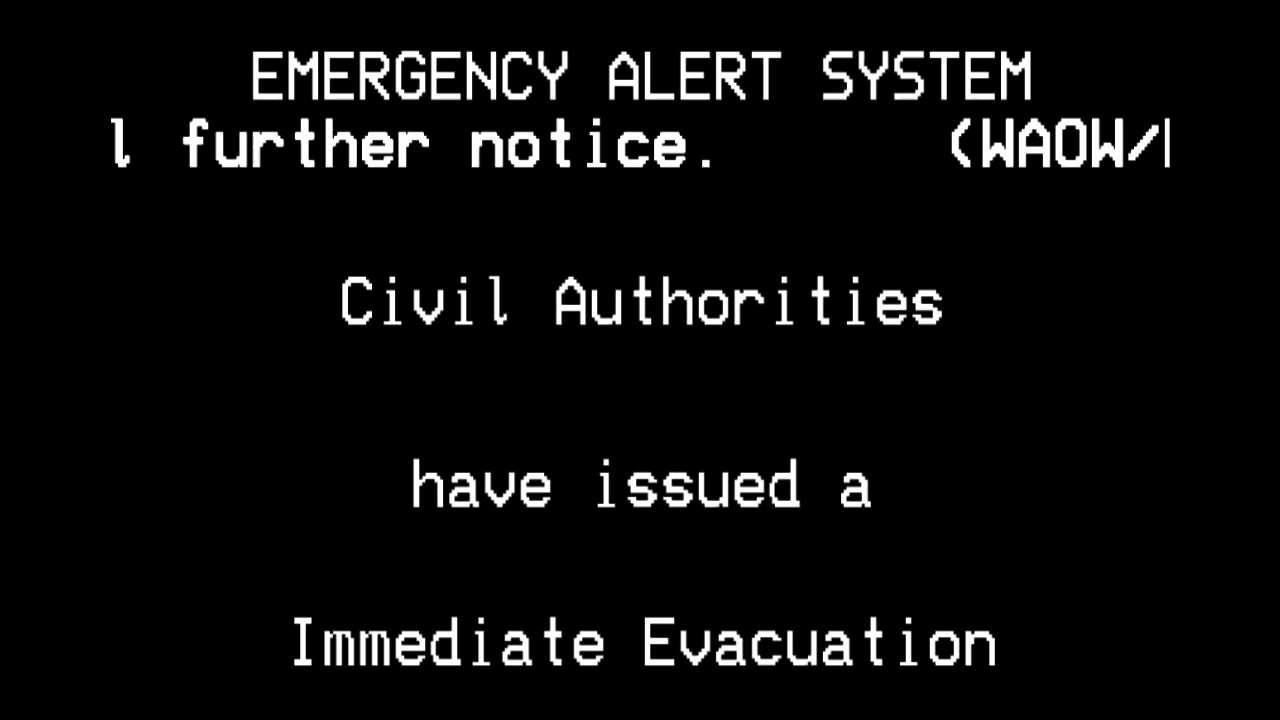 EMERGENCY ALERT SYSTEM
l further notice. (WAOW/
Civil Authorities
have issued a
Immediate Evacuation